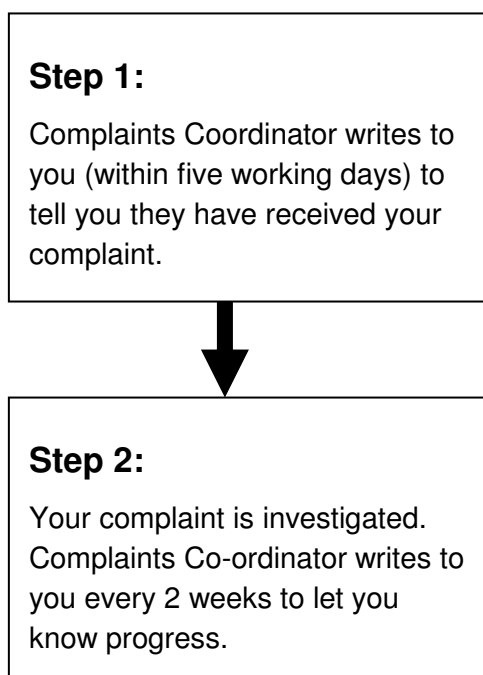 Step 1:
Complaints Coordinator writes to
you (within five working days) to
tell you they have received your
complaint.
Step 2:
Your complaint is investigated.
Complaints Co-ordinator writes to
you every 2 weeks to let you
know progress.